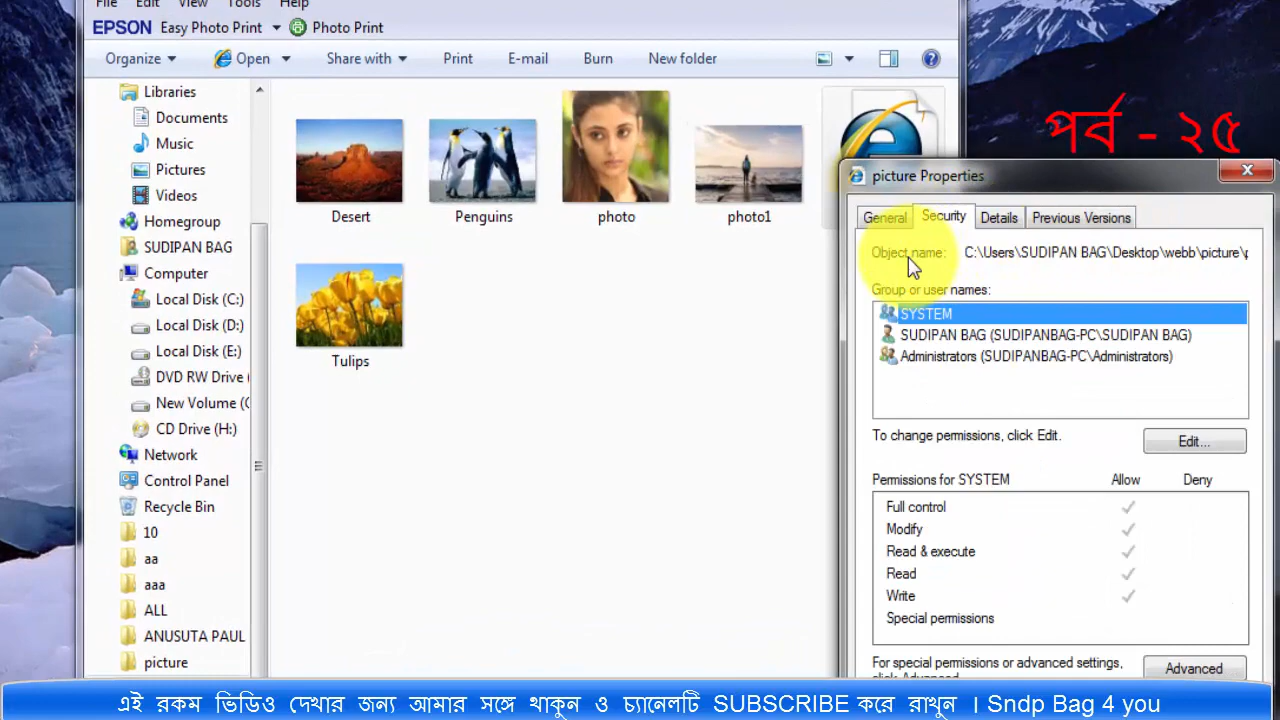 File Edit View Tools Help
EPSON Easy Photo Print Photo Print
Organize Open Share with Print E-mail Burn New folder
Libraries
Documents
Music
Pictures
Videos
Homegroup
SUDIPAN BAG
Computer
Local Disk (C:)
Local Disk (D:)
Local Disk (E:)
DVD RW Drive (
New Volume (G
CD Drive (H:)
Network
Control Panel
Recycle Bin
10
aa
aaa
ALL
ANUSUTA PAUL
picture
Desert Penguins photo photo1
Tulips
পর্ব - ২৫
picture Properties
General Security Details Previous Versions
Object name: C:\Users\SUDIPAN BAG\Desktop\webb\picture\p
Group or user names:
SYSTEM
SUDIPAN BAG (SUDIPANBAG-PC\SUDIPAN BAG)
Administrators (SUDIPANBAG-PC\Administrators)
To change permissions, click Edit. Edit...
Permissions for SYSTEM Allow Deny
Full control
Modify
Read & execute
Read
Write
Special permissions
For special permissions or advanced settings,
click Advanced. Advanced
এই রকম ভিডিও দেখার জন্য আমার সঙ্গে থাকুন ও চ্যানেলটি SUBSCRIBE করে রাখুন । Sndp Bag 4 you